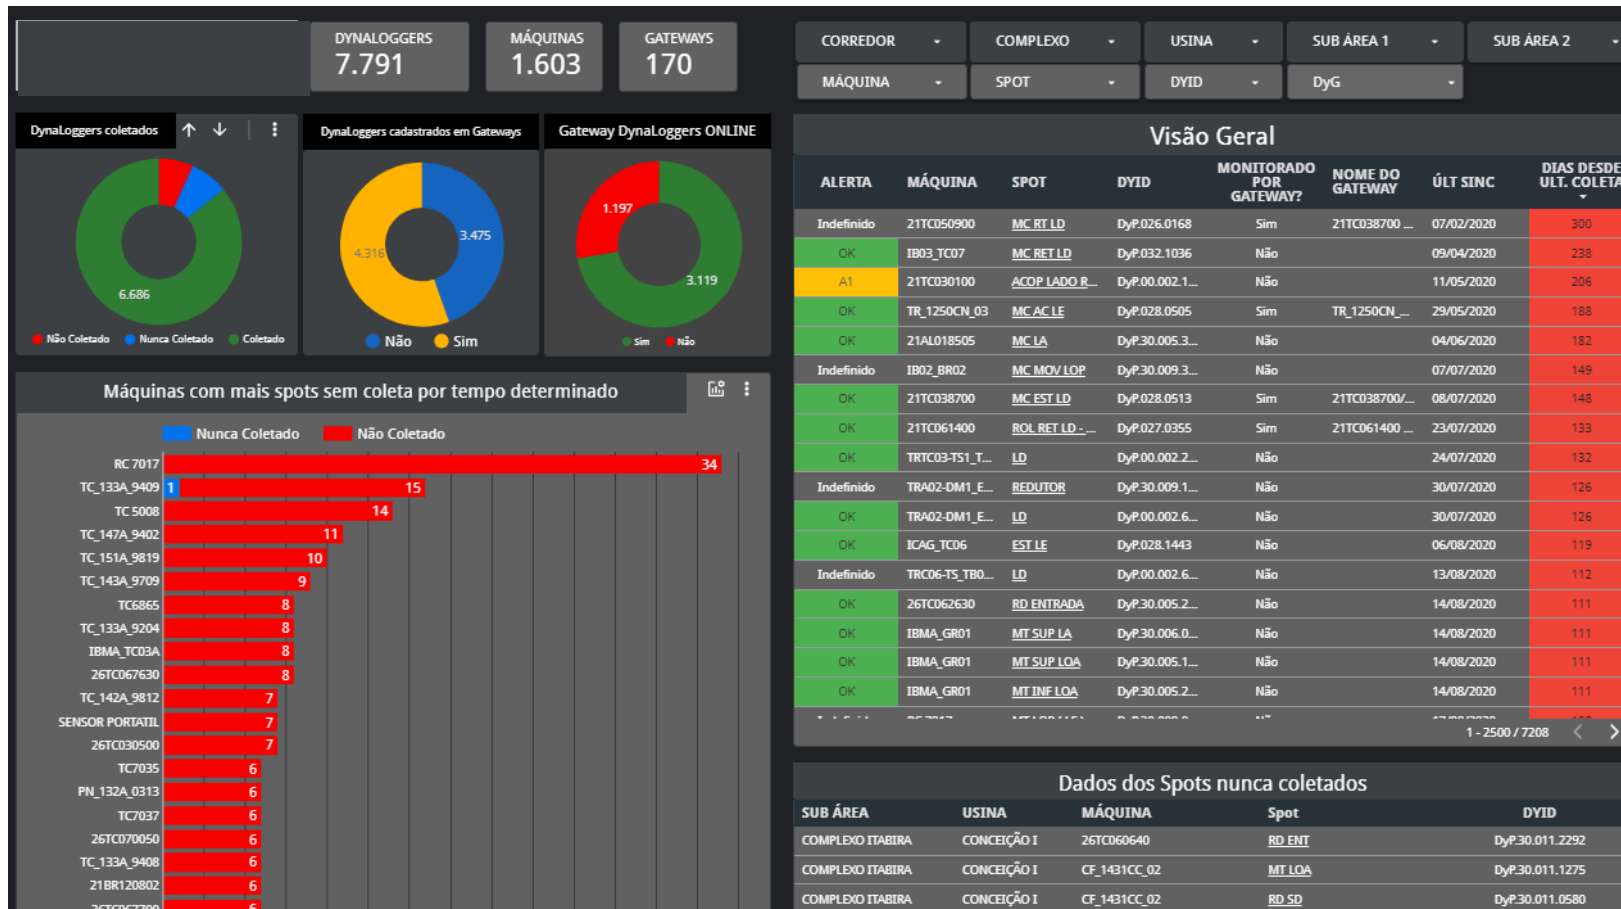 DYNALOGGERS
7.791
MÁQUINAS
1.603
GATEWAYS
170
CORREDOR
COMPLEXO
USINA
SUB ÁREA 1
SUB ÁREA 2
MÁQUINA
SPOT
DYID
DyG
DynaLoggers coletados
6.686
Não Coletado Nunca Coletado Coletado
DynaLoggers cadastrados em Gateways
3.475
4.316
Não Sim
Gateway DynaLoggers ONLINE
1.197
3.119
Sim Não
Máquinas com mais spots sem coleta por tempo determinado
Nunca Coletado Não Coletado
RC 7017 34
TC_133A_9409 1 15
TC 5008 14
TC_147A_9402 11
TC_151A_9819 10
TC_143A_9709 9
TC6865 8
TC_133A_9204 8
IBMA_TC03A 8
26TC067630 8
TC_142A_9812 7
SENSOR PORTATIL 7
26TC030500 7
TC7035 6
PN_132A_0313 6
TC7037 6
26TC070050 6
TC_133A_9408 6
21BR120802 6
6
Visão Geral
ALERTA MÁQUINA SPOT DYID MONITORADO POR GATEWAY? NOME DO GATEWAY ÚLT SINC DIAS DESDE ULT. COLETA
Indefinido 21TC050900 MC RT LD DyP.026.0168 Sim 21TC038700 ... 07/02/2020 300
OK IB03_TC07 MC RET LD DyP.032.1036 Não 09/04/2020 238
A1 21TC030100 ACOP LADO R... DyP.00.002.1... Não 11/05/2020 206
OK TR_1250CN_03 MC AC LE DyP.028.0505 Sim TR_1250CN_... 29/05/2020 188
OK 21AL018505 MC LA DyP.30.005.3... Não 04/06/2020 182
Indefinido IB02_BR02 MC MOV LOP DyP.30.009.3... Não 07/07/2020 149
OK 21TC038700 MC EST LD DyP.028.0513 Sim 21TC038700/... 08/07/2020 148
OK 21TC061400 ROL RET LD - ... DyP.027.0355 Sim 21TC061400 ... 23/07/2020 133
OK TRTC03-TS1_T... LD DyP.00.002.2... Não 24/07/2020 132
Indefinido TRA02-DM1_E... REDUTOR DyP.30.009.1... Não 30/07/2020 126
OK TRA02-DM1_E... LD DyP.00.002.6... Não 30/07/2020 126
OK ICAG_TC06 EST LE DyP.028.1443 Não 06/08/2020 119
Indefinido TRC06-TS_TB0... LD DyP.00.002.6... Não 13/08/2020 112
OK 26TC062630 RD ENTRADA DyP.30.005.2... Não 14/08/2020 111
OK IBMA_GR01 MT SUP LA DyP.30.006.0... Não 14/08/2020 111
OK IBMA_GR01 MT SUP LOA DyP.30.005.1... Não 14/08/2020 111
OK IBMA_GR01 MT INF LOA DyP.30.005.2... Não 14/08/2020 111
1 - 2500 / 7208
Dados dos Spots nunca coletados
SUB ÁREA USINA MÁQUINA Spot DYID
COMPLEXO ITABIRA CONCEIÇÃO I 26TC060640 RD ENT DyP.30.011.2292
COMPLEXO ITABIRA CONCEIÇÃO I CF_1431CC_02 MT LOA DyP.30.011.1275
COMPLEXO ITABIRA CONCEIÇÃO I CF_1431CC_02 RD SD DyP.30.011.0580